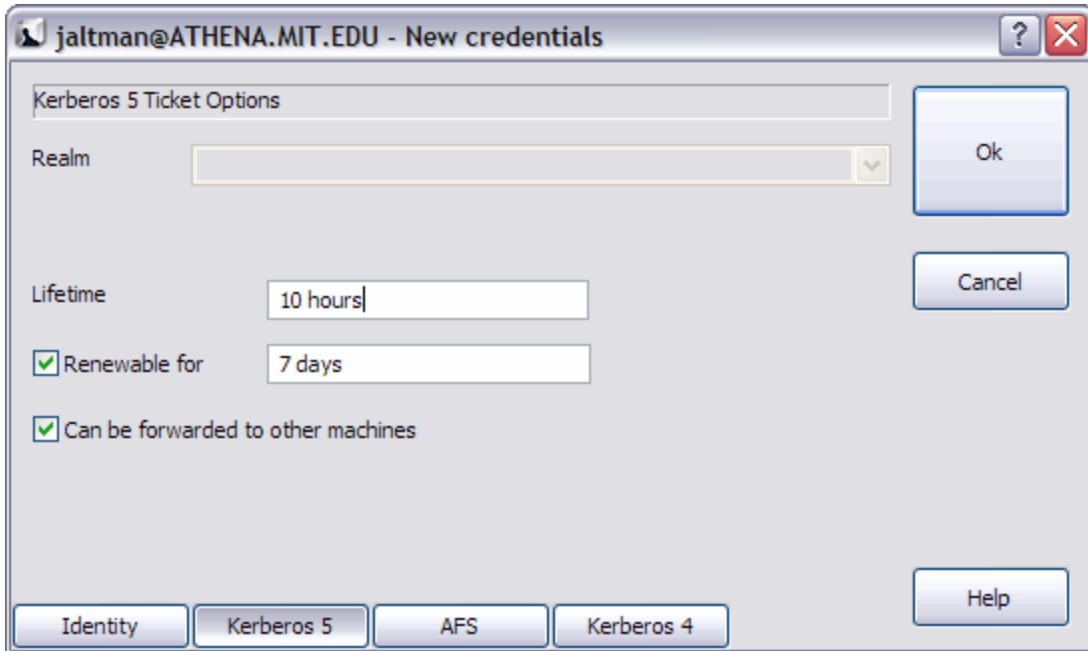 jaltman@ATHENA.MIT.EDU - New credentials
Kerberos 5 Ticket Options
Realm
Ok
Lifetime
10 hours
Cancel
Renewable for
7 days
Can be forwarded to other machines
Help
Identity
Kerberos 5
AFS
Kerberos 4